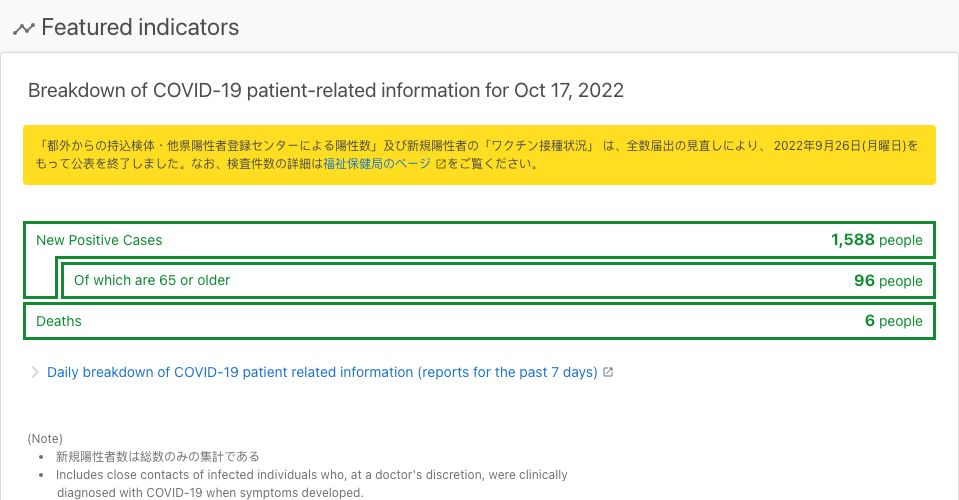 Featured indicators
Breakdown of COVID-19 patient-related information for Oct 17, 2022
「都外からの持込検体・他県陽性者登録センターによる陽性数」及び新規陽性者の「ワクチン接種状況」 は、全数届出の見直しにより、 2022年9月26日(月曜日)を
もって公表を終了しました。なお、検査件数の詳細は福祉保健局のページ をご覧ください。
New Positive Cases 1,588 people
Of which are 65 or older 96 people
Deaths 6 people
Daily breakdown of COVID-19 patient related information (reports for the past 7 days)
(Note)
• 新規陽性者数は総数のみの集計である
• Includes close contacts of infected individuals who, at a doctor's discretion, were clinically
diagnosed with COVID-19 when symptoms developed.